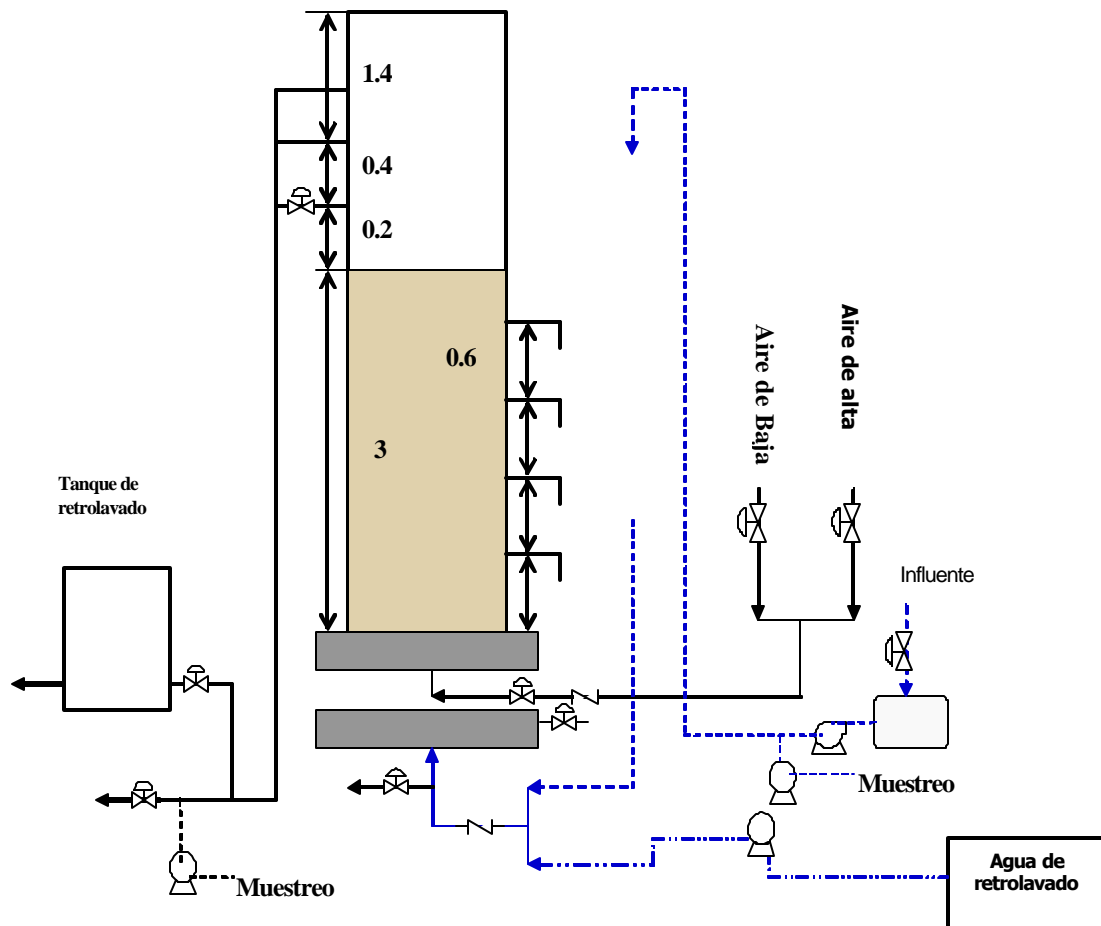 1.4
0.4
0.2
0.6
3
Aire de Baja
Aire de alta
Tanque de
retrolavado
Influente
Muestreo
Muestreo
Agua de
retrolavado